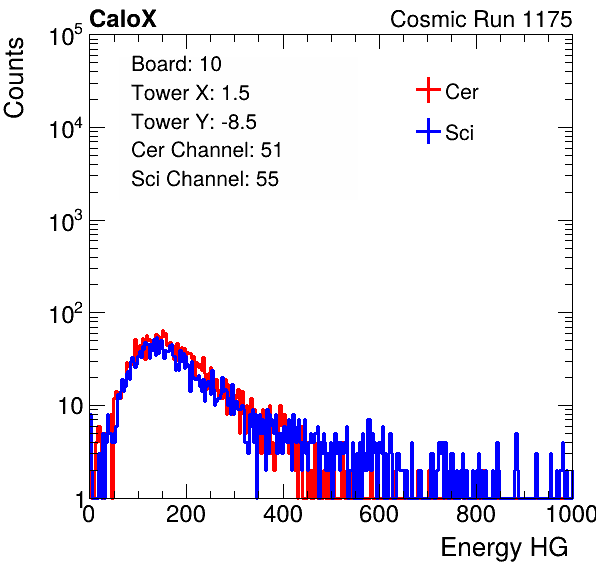 CaloX Cosmic Run 1175
Counts
10^5
10^4
10^3
10^2
10
1
Board: 10
Tower X: 1.5
Tower Y: -8.5
Cer Channel: 51
Sci Channel: 55
Cer
Sci
0 200 400 600 800 1000
Energy HG